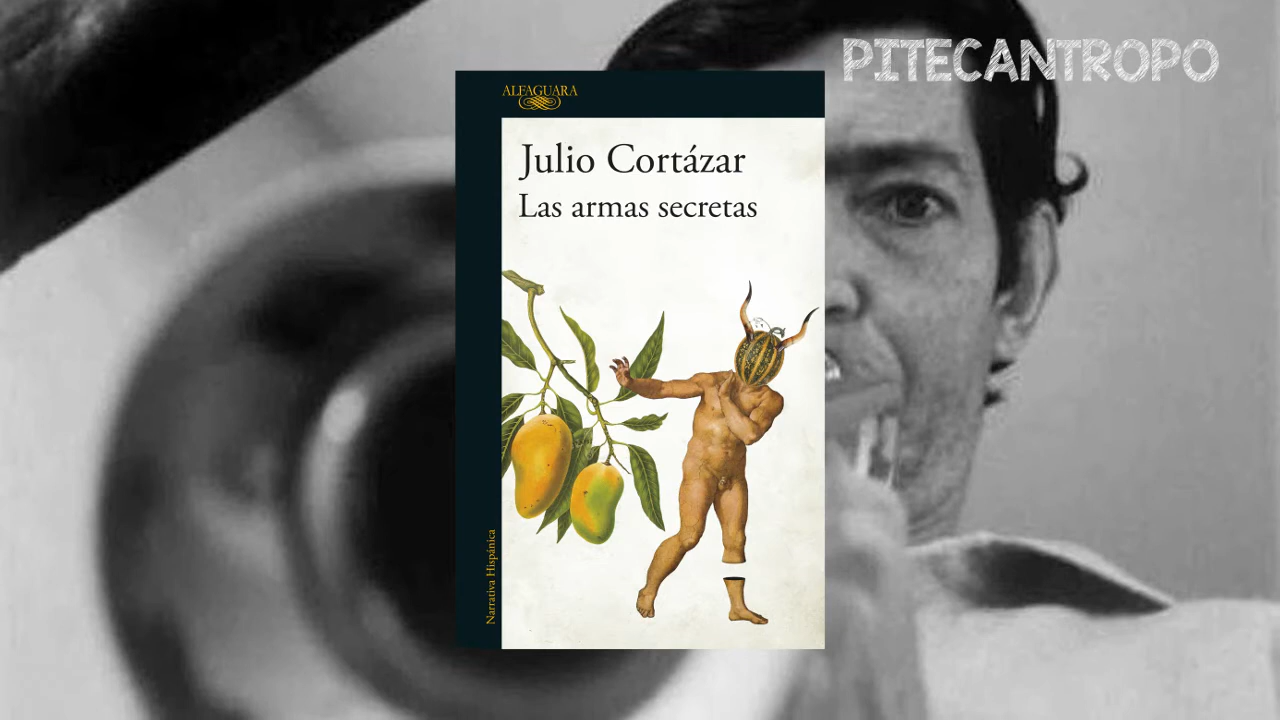 PITECANTROPO
ALFAGUARA
Julio Cortázar
Las armas secretas
Narrativa Hispánica